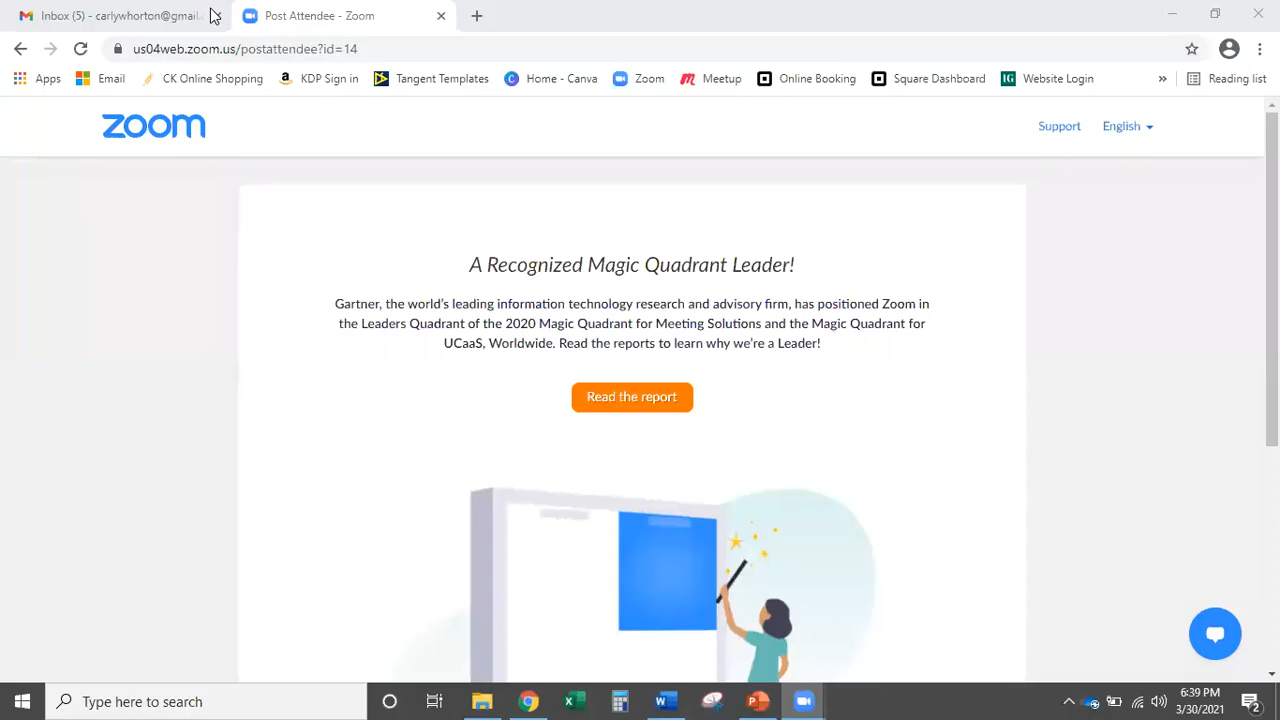 Inbox (5) - carlywhorton@gmail.
Post Attendee - Zoom
us04web.zoom.us/postattendee?id=14
Apps
Email
CK Online Shopping
KDP Sign in
Tangent Templates
Home - Canva
Zoom
Meetup
Online Booking
Square Dashboard
Website Login
»
Reading list
zoom
Support
English
A Recognized Magic Quadrant Leader!
Gartner, the world's leading information technology research and advisory firm, has positioned Zoom in
the Leaders Quadrant of the 2020 Magic Quadrant for Meeting Solutions and the Magic Quadrant for
UCaaS, Worldwide. Read the reports to learn why we're a Leader!
Read the report
Type here to search
6:39 PM
3/30/2021
2